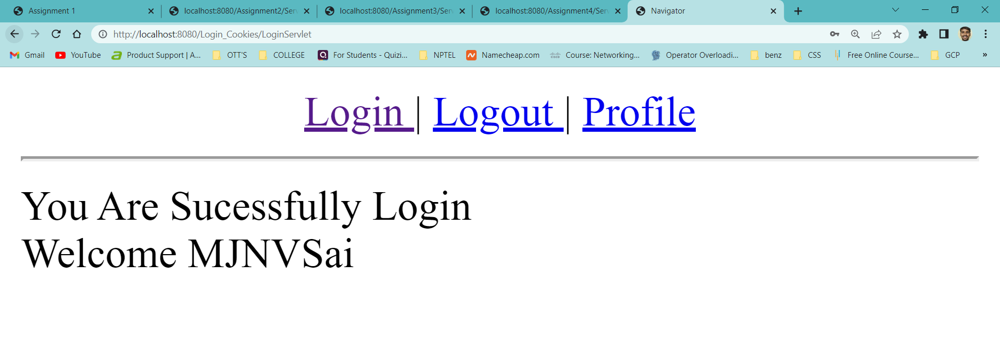 Assignment 1 localhost:8080/Assignment2/Ser localhost:8080/Assignment3/Ser localhost:8080/Assignment4/Ser Navigator
http://localhost:8080/Login_Cookies/LoginServlet
Gmail YouTube Product Support | A... OTT'S COLLEGE For Students - Quizi... NPTEL Namecheap.com Course: Networking... Operator Overloadi... benz CSS Free Online Course... GCP »
Login | Logout | Profile
You Are Sucessfully Login
Welcome MJNVSai